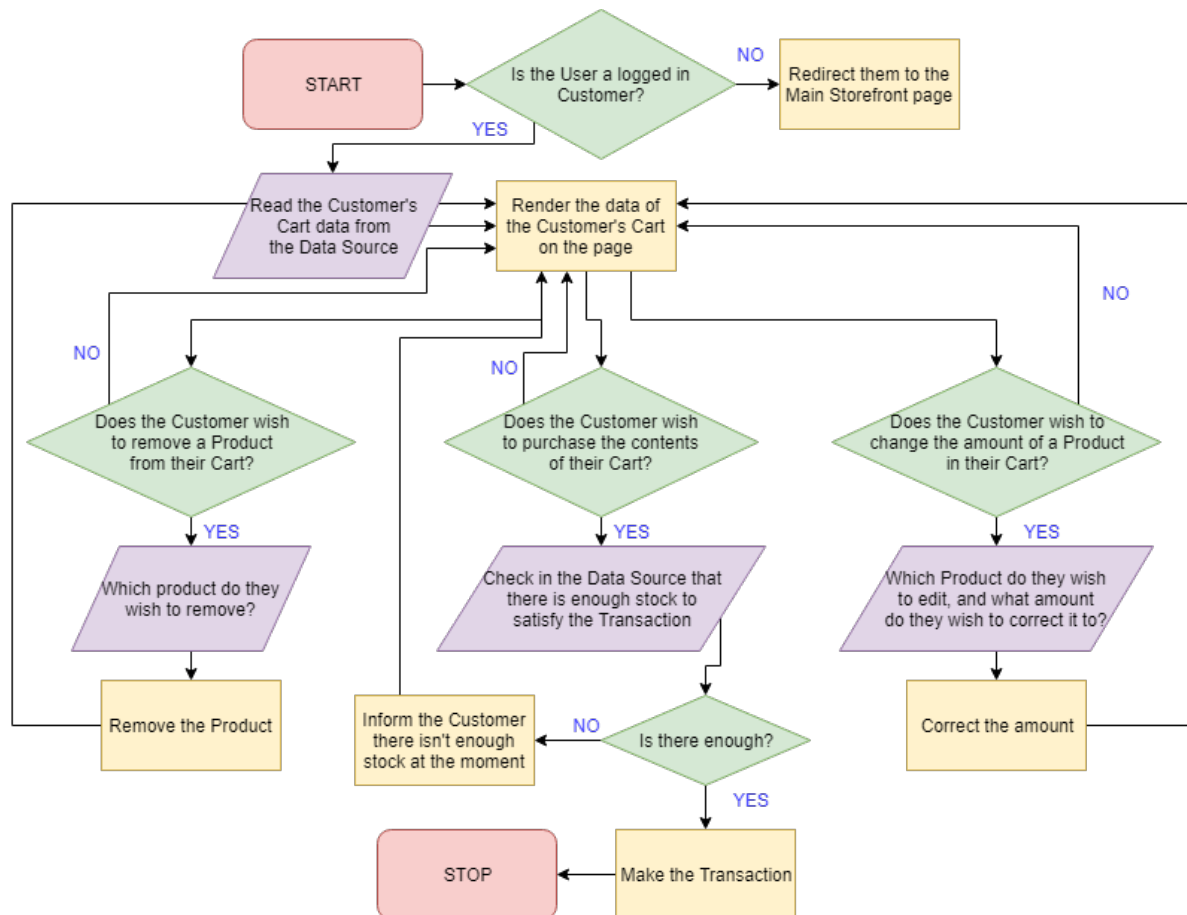 START
Is the User a logged in
Customer?
NO
Redirect them to the
Main Storefront page
YES
Read the Customer's
Cart data from
the Data Source
Render the data of
the Customer's Cart
on the page
NO
NO
NO
Does the Customer wish
to remove a Product
from their Cart?
Does the Customer wish
to purchase the contents
of their Cart?
Does the Customer wish to
change the amount of a Product
in their Cart?
YES
YES
YES
Which product do they
wish to remove?
Check in the Data Source that
there is enough stock to
satisfy the Transaction
Which Product do they wish
to edit, and what amount
do they wish to correct it to?
Remove the Product
Inform the Customer
there isn't enough
stock at the moment
NO
Is there enough?
Correct the amount
YES
STOP
Make the Transaction